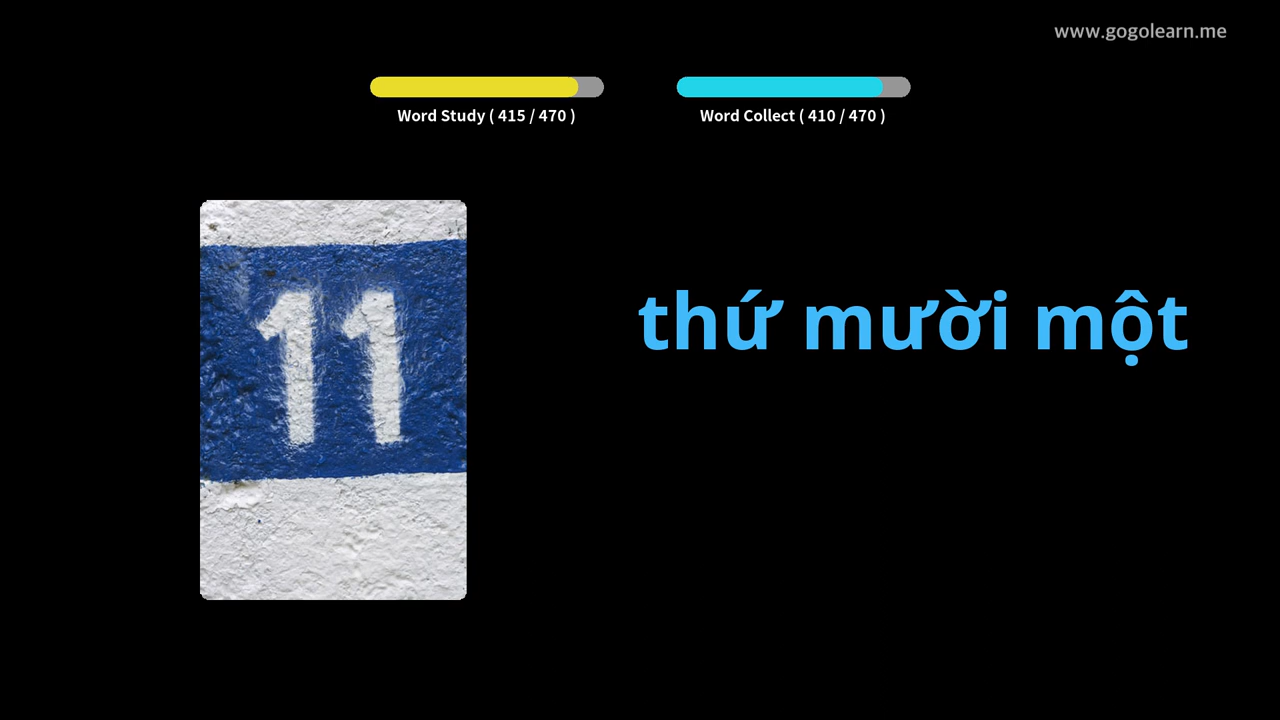 www.gogolearn.me
Word Study ( 415 / 470 )
Word Collect ( 410 / 470 )
11
thứ mười một